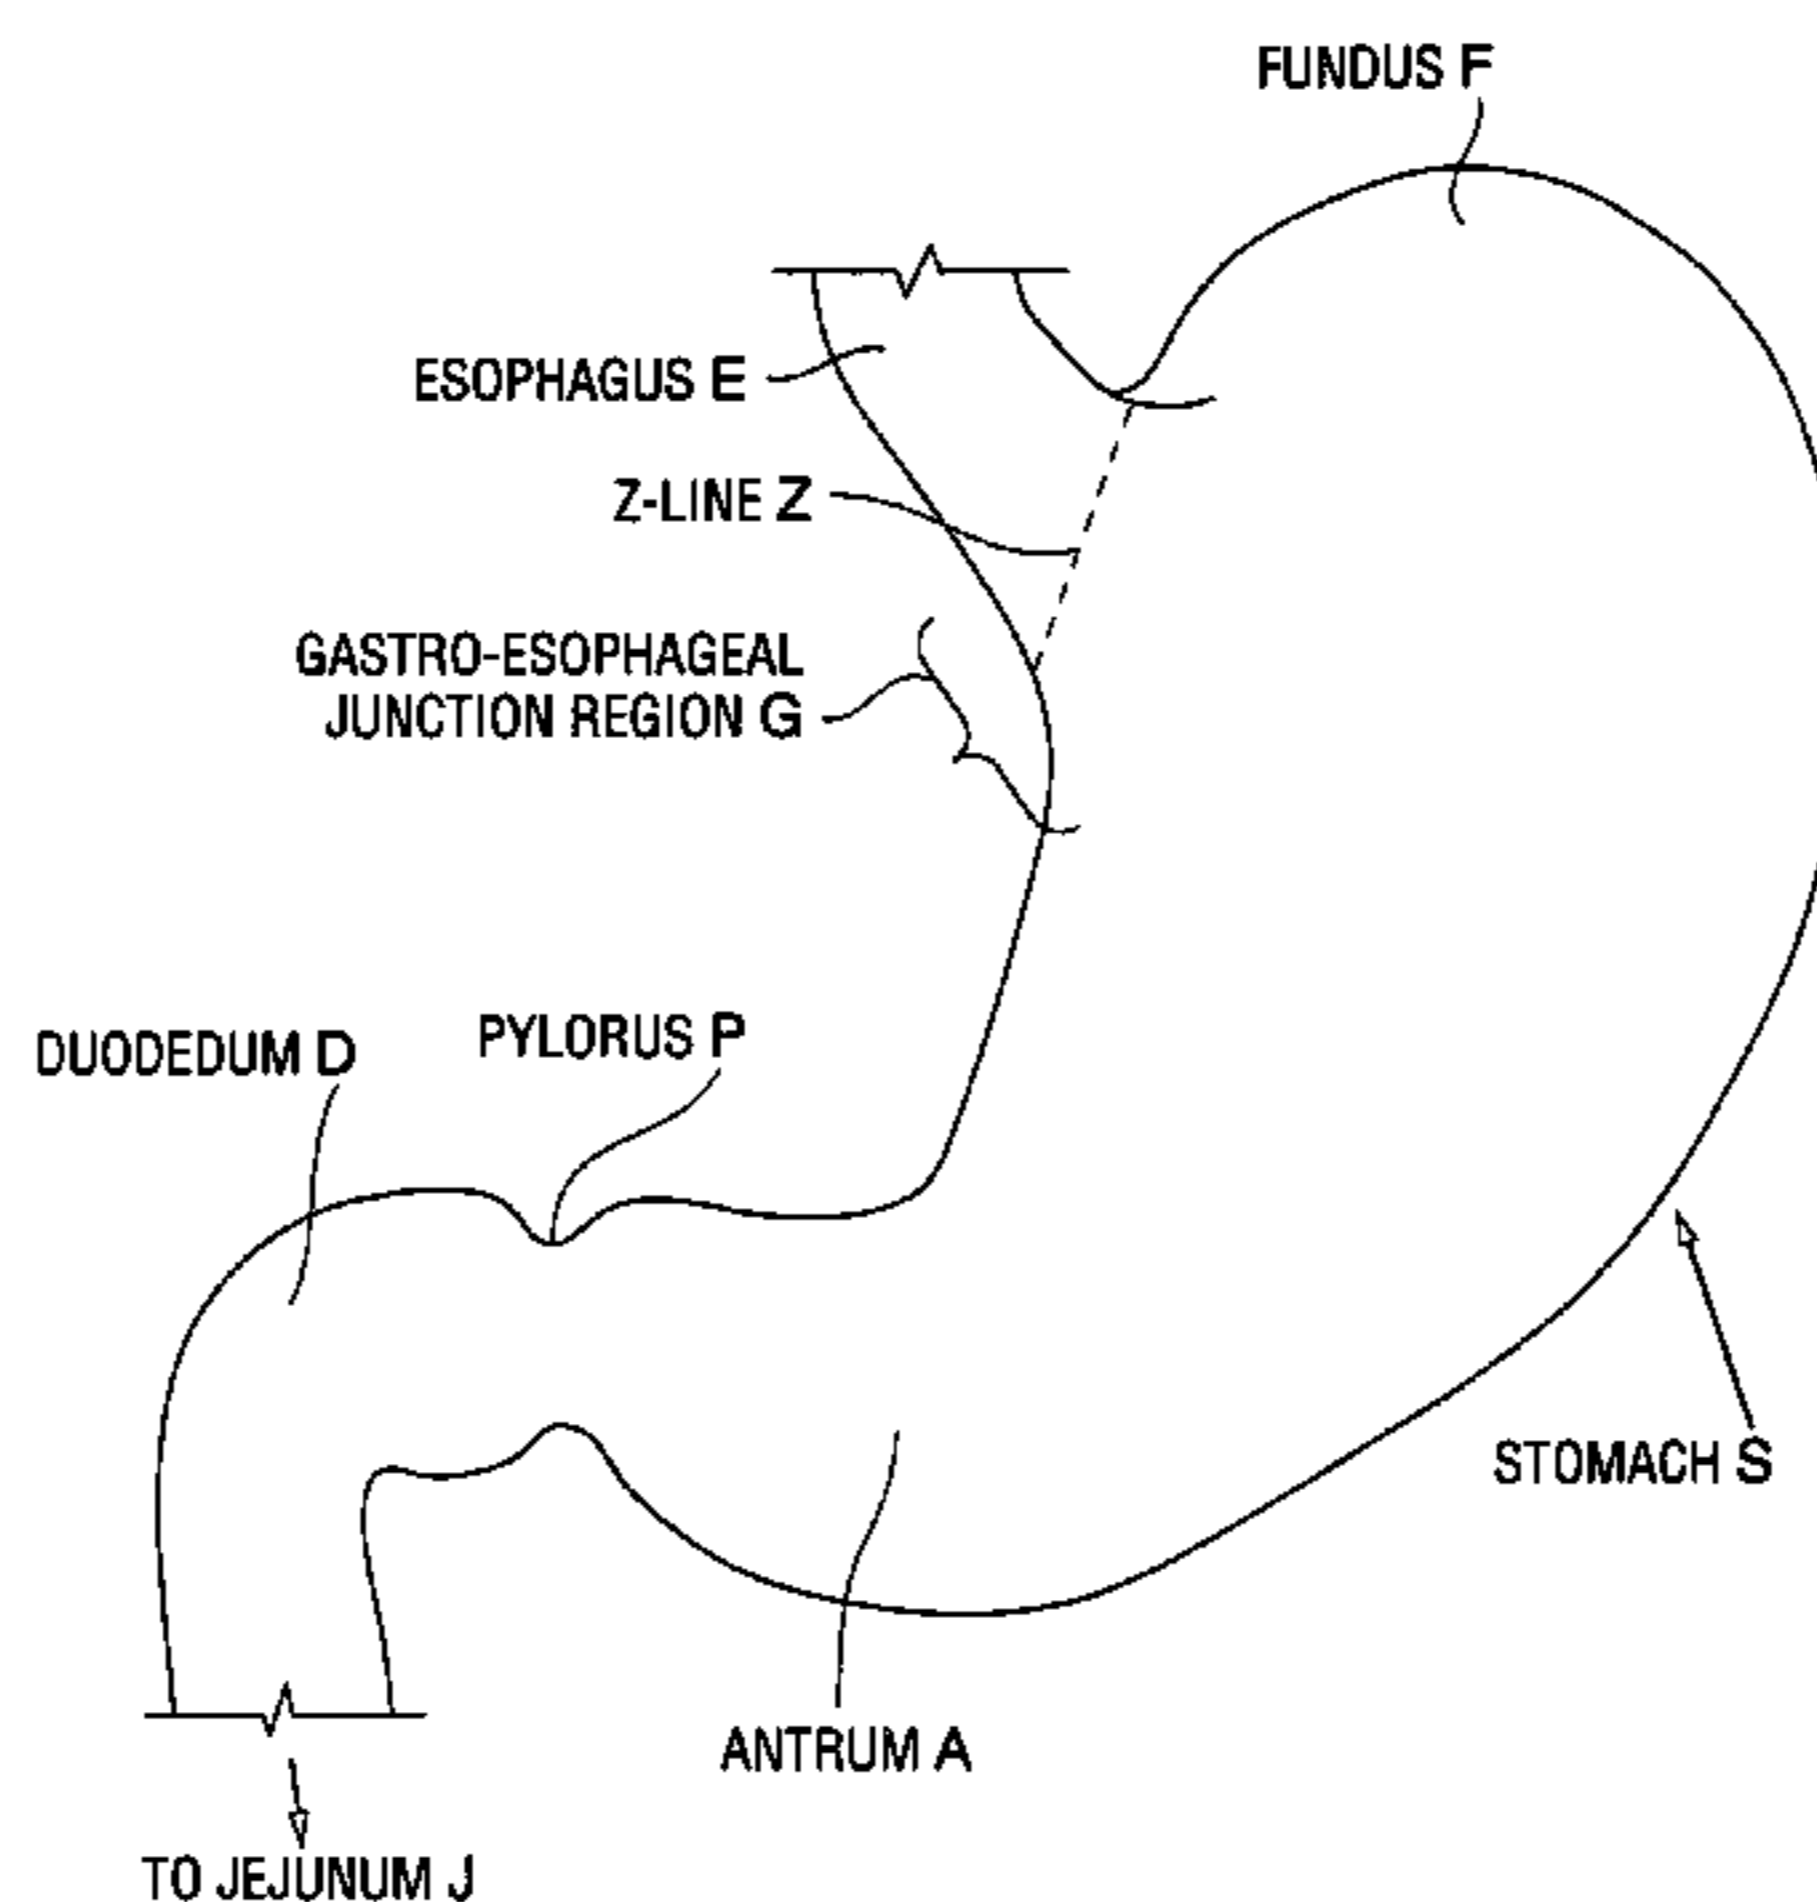 FUNDUS F
ESOPHAGUS E
Z-LINE Z
GASTRO-ESOPHAGEAL
JUNCTION REGION G
DUODEDUM D
PYLORUS P
STOMACH S
ANTRUM A
TO JEJUNUM J